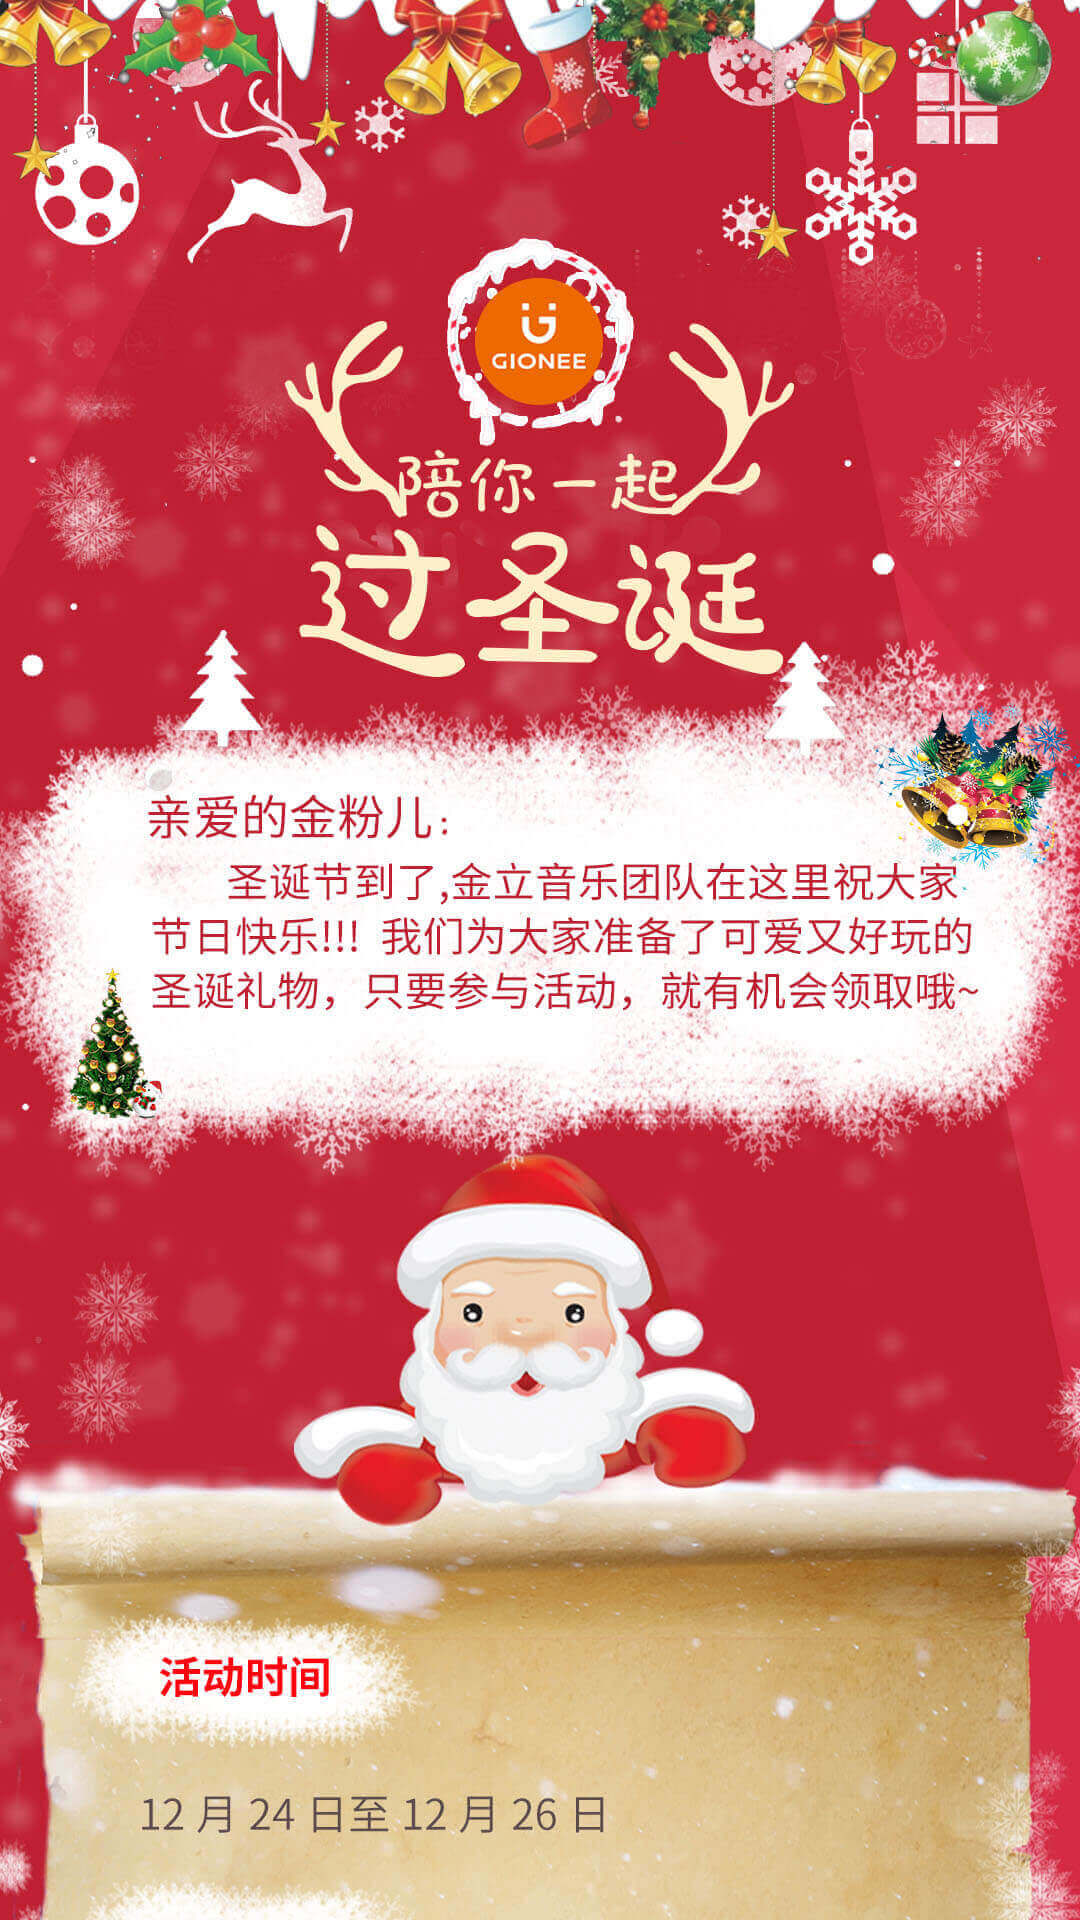 GIONEE
陪你一起
过圣诞
亲爱的金粉儿：
圣诞节到了,金立音乐团队在这里祝大家
节日快乐!!! 我们为大家准备了可爱又好玩的
圣诞礼物，只要参与活动，就有机会领取哦~
活动时间
12 月 24 日至 12 月 26 日